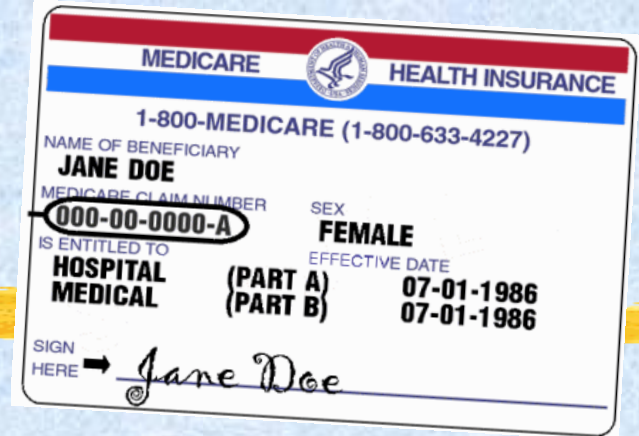 MEDICARE HEALTH INSURANCE
1-800-MEDICARE (1-800-633-4227)
NAME OF BENEFICIARY
JANE DOE
MEDICARE CLAIM NUMBER SEX
000-00-0000-A FEMALE
IS ENTITLED TO EFFECTIVE DATE
HOSPITAL (PART A) 07-01-1986
MEDICAL (PART B) 07-01-1986
SIGN
HERE Jane Doe